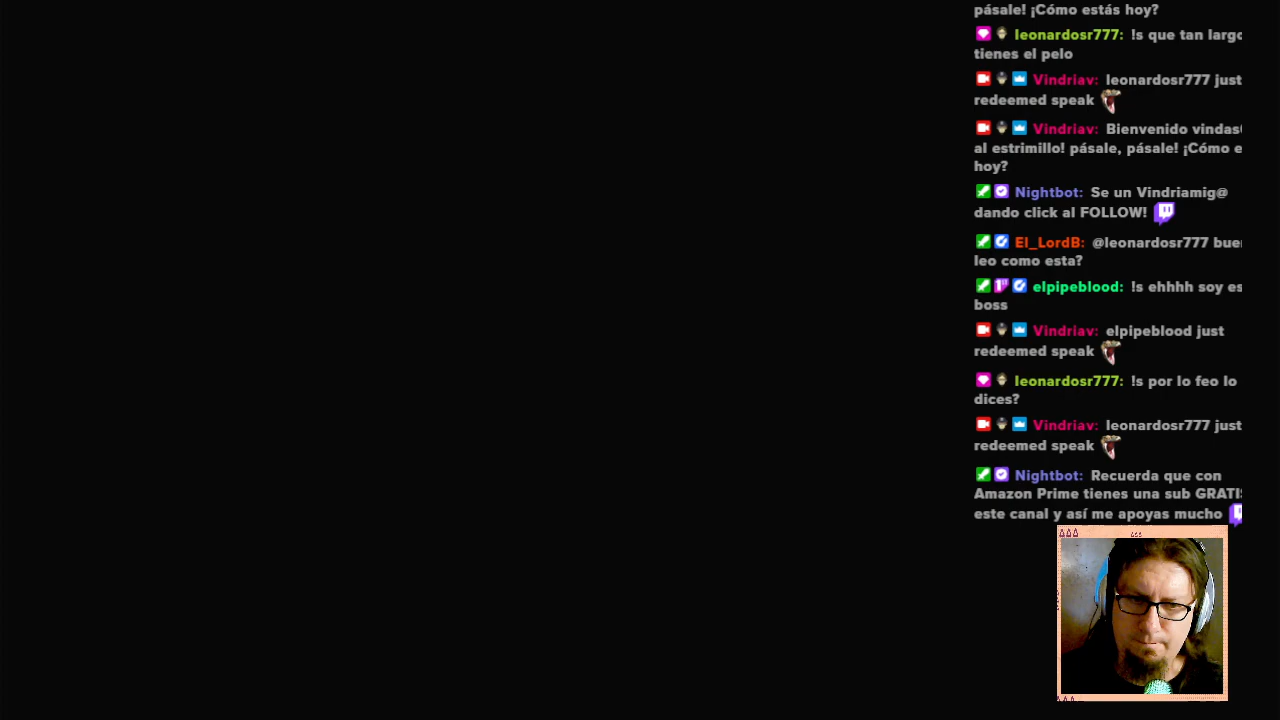 pásale! ¡Cómo estás hoy?
leonardosr777: !s que tan largo
tienes el pelo
Vindriav: leonardosr777 just
redeemed speak
Vindriav: Bienvenido
al estrimillo! pásale, pásale! ¡Cómo
hoy?
Nightbot: Se un Vindriamig@
dando click al FOLLOW!
El_LordB: @leonardosr777
leo como esta?
elpipeblood: !s ehhhh soy
boss
Vindriav: elpipeblood just
redeemed speak
leonardosr777: !s por lo feo lo
dices?
Vindriav: leonardosr777 just
redeemed speak
Nightbot: Recuerda que con
Amazon Prime tienes una sub
este canal y así me apoyas mucho